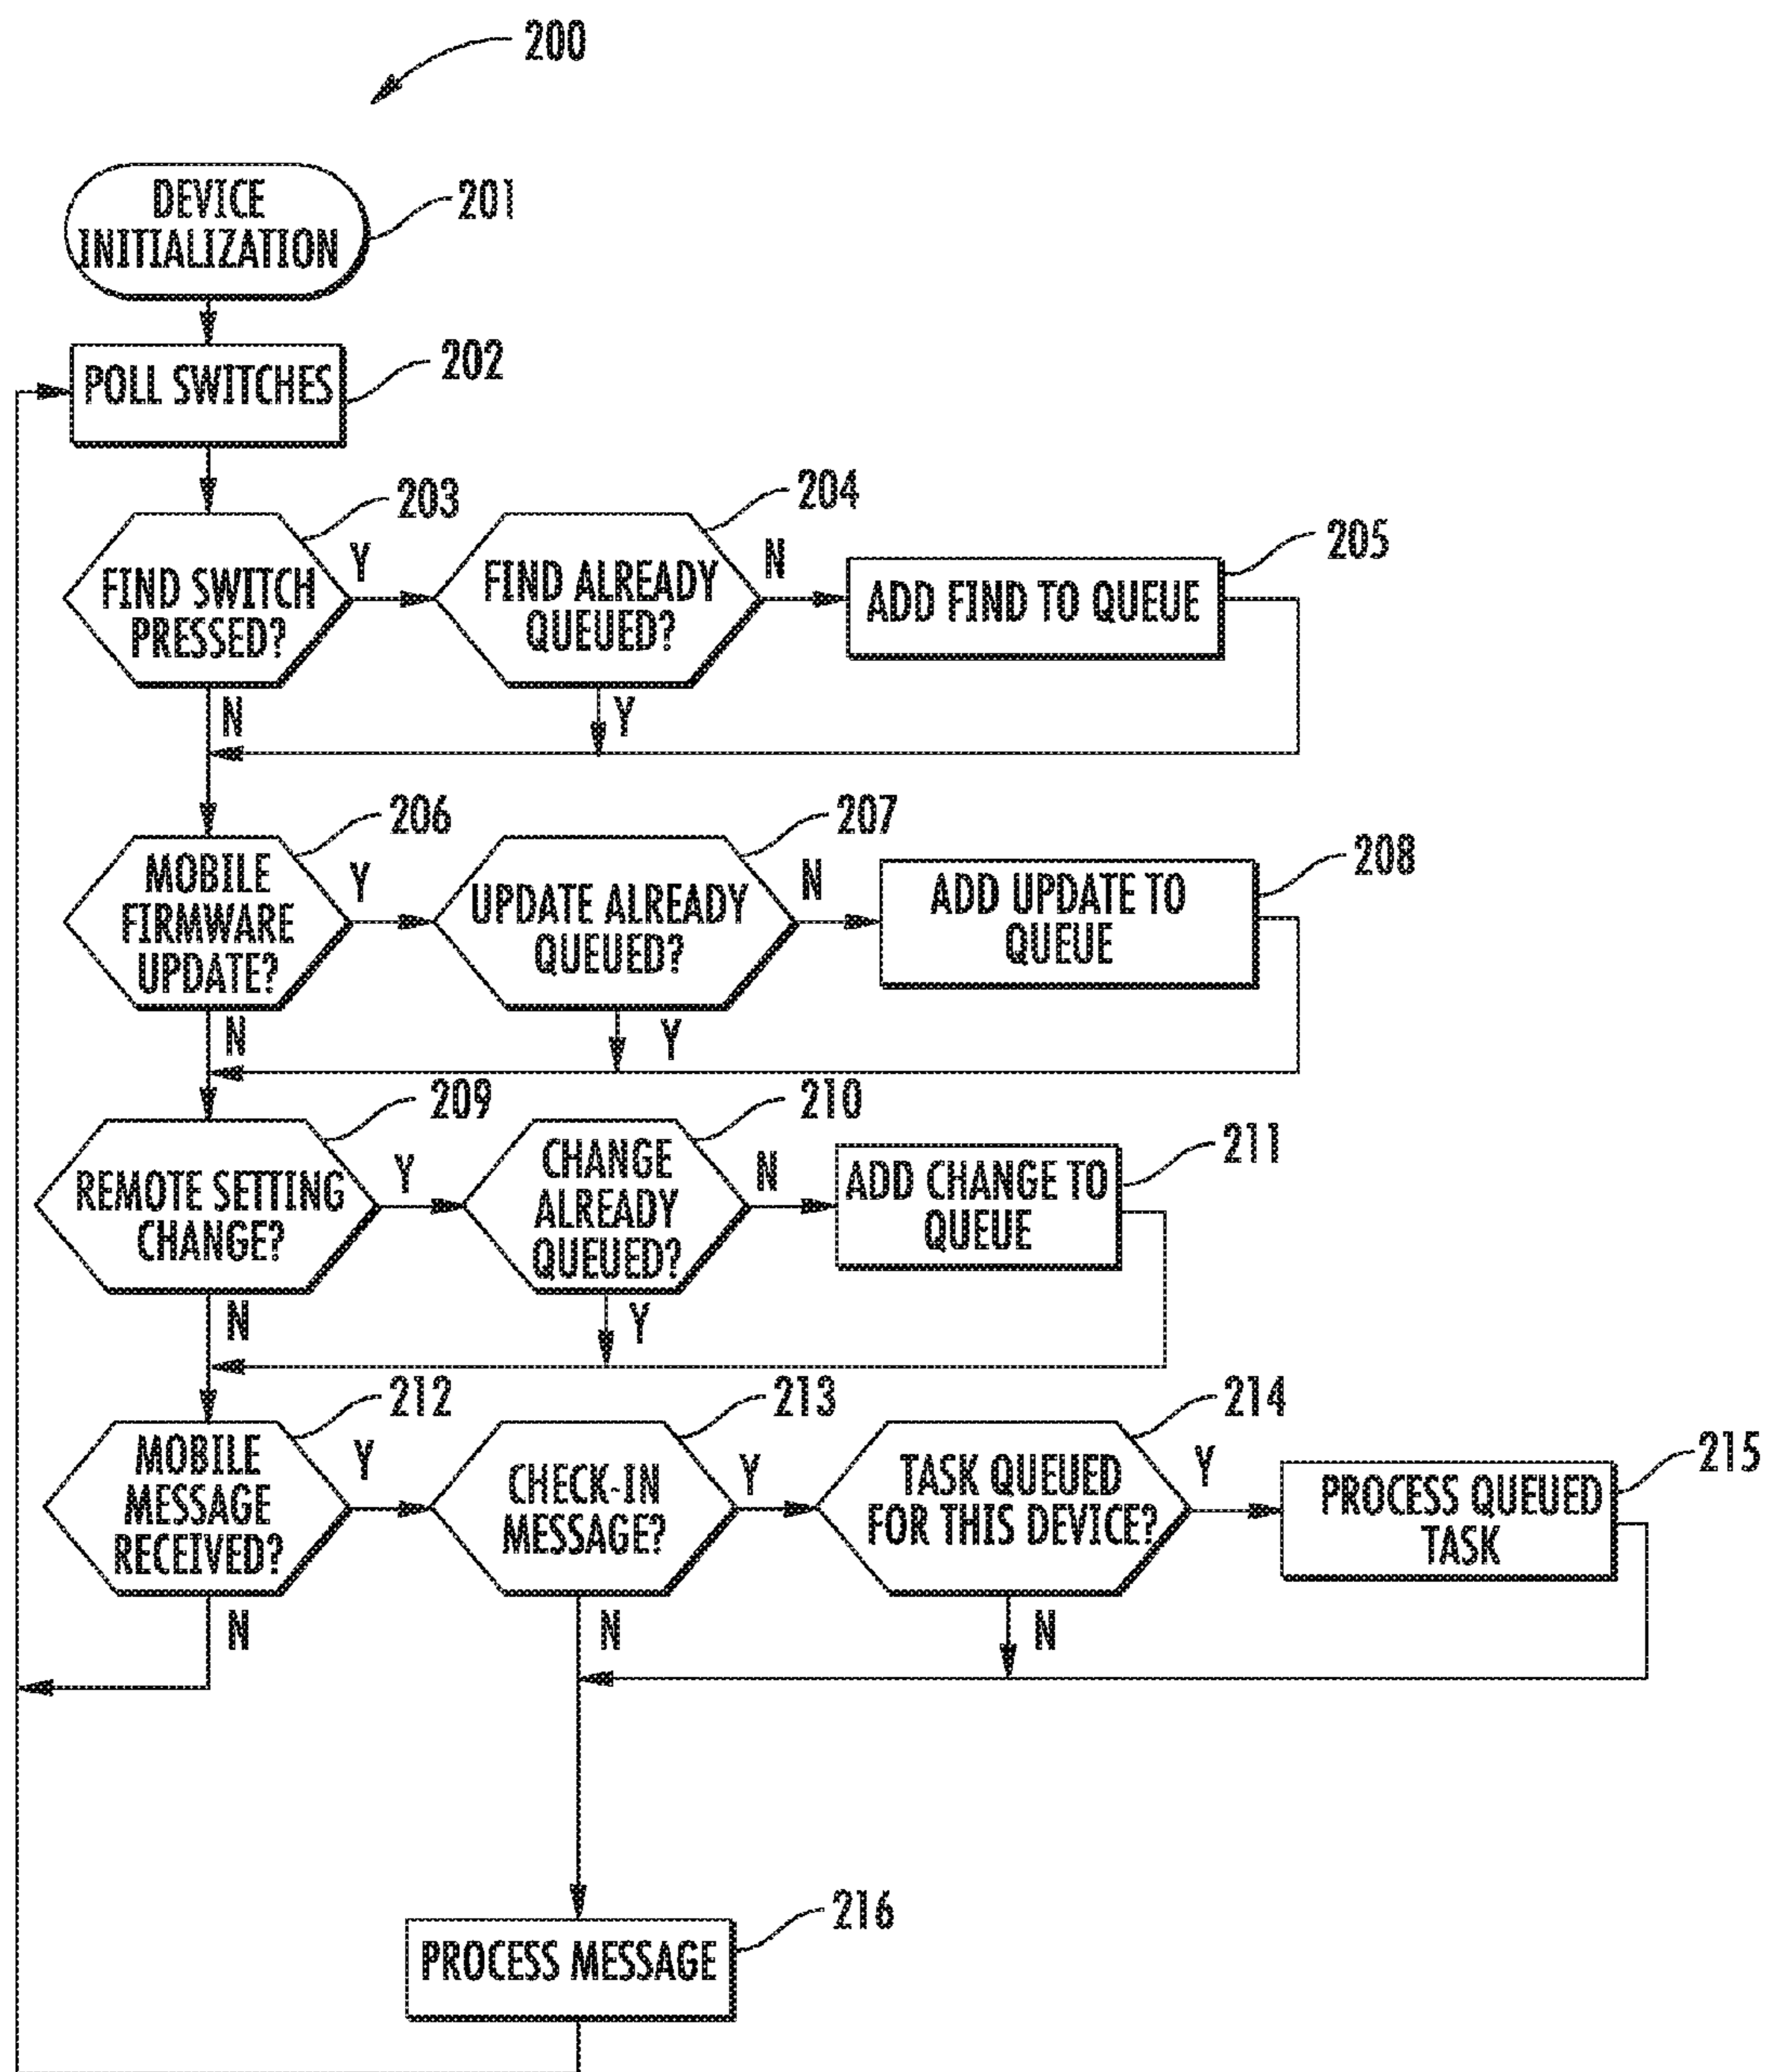 200
DEVICE
INITIALIZATION
201
POLL SWITCHES
202
FIND SWITCH
PRESSED?
203
Y
N
FIND ALREADY
QUEUED?
204
N
Y
ADD FIND TO QUEUE
205
MOBILE
FIRMWARE
UPDATE?
206
Y
N
UPDATE ALREADY
QUEUED?
207
N
Y
ADD UPDATE TO
QUEUE
208
REMOTE SETTING
CHANGE?
209
Y
N
CHANGE
ALREADY
QUEUED?
210
N
Y
ADD CHANGE TO
QUEUE
211
MOBILE
MESSAGE
RECEIVED?
212
Y
N
CHECK-IN
MESSAGE?
213
Y
N
TASK QUEUED
FOR THIS DEVICE?
214
Y
N
PROCESS QUEUED
TASK
215
PROCESS MESSAGE
216